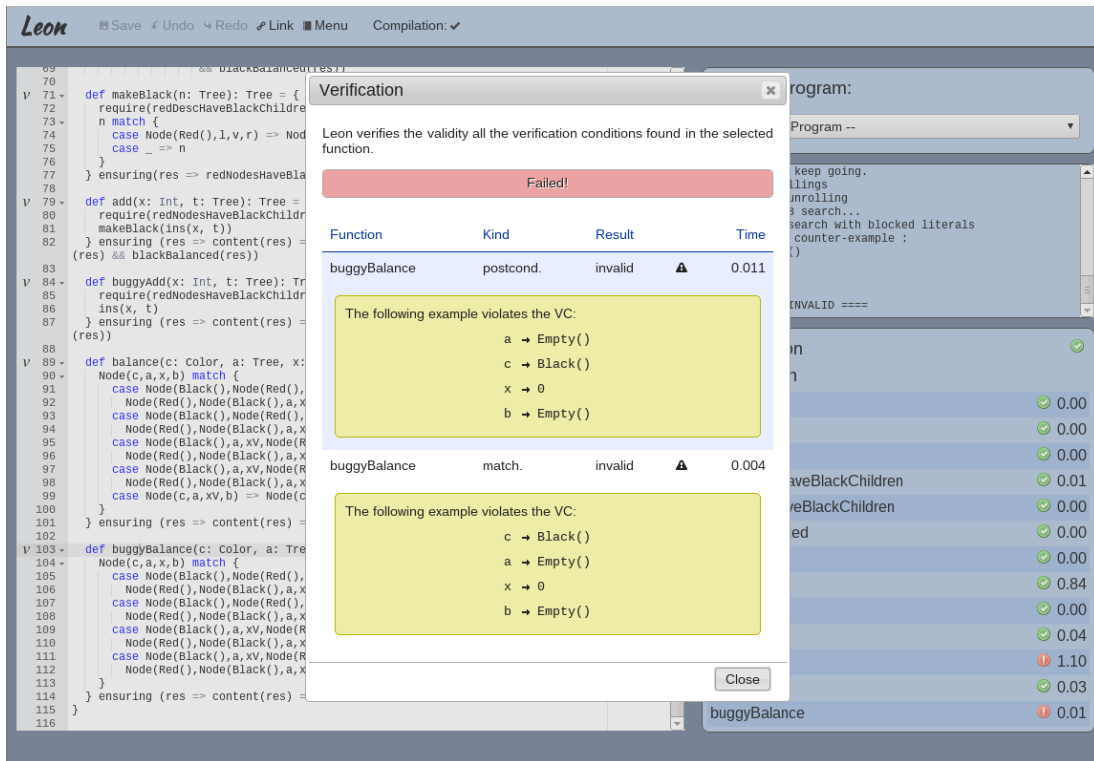 Leon Save Undo Redo Link Menu Compilation:
69 && blackBalanced(res))
70
71 def makeBlack(n: Tree): Tree = {
72 require(redDescHaveBlackChildre
73 n match {
74 case Node(Red(),l,v,r) => Nod
75 case _ => n
76 }
77 } ensuring(res => redNodesHaveBla
78
79 def add(x: Int, t: Tree): Tree =
80 require(redNodesHaveBlackChildr
81 makeBlack(ins(x, t))
82 } ensuring (res => content(res) =
(res) && blackBalanced(res))
83
84 def buggyAdd(x: Int, t: Tree): Tr
85 require(redNodesHaveBlackChildr
86 ins(x, t)
87 } ensuring (res => content(res) =
(res))
88
89 def balance(c: Color, a: Tree, x:
90 Node(c,a,x,b) match {
91 case Node(Black(),Node(Red(),
92 Node(Red(),Node(Black(),a,x
93 case Node(Black(),Node(Red(),
94 Node(Red(),Node(Black(),a,x
95 case Node(Black(),a,xV,Node(R
96 Node(Red(),Node(Black(),a,x
97 case Node(Black(),a,xV,Node(R
98 Node(Red(),Node(Black(),a,x
99 case Node(c,a,xV,b) => Node(c
100 }
101 } ensuring (res => content(res) =
102
103 def buggyBalance(c: Color, a: Tre
104 Node(c,a,x,b) match {
105 case Node(Black(),Node(Red(),
106 Node(Red(),Node(Black(),a,x
107 case Node(Black(),Node(Red(),
108 Node(Red(),Node(Black(),a,x
109 case Node(Black(),a,xV,Node(R
110 Node(Red(),Node(Black(),a,x
111 case Node(Black(),a,xV,Node(R
112 Node(Red(),Node(Black(),a,x
113 }
114 } ensuring (res => content(res) =
115 }
116
Verification
Leon verifies the validity all the verification conditions found in the selected
function.
Failed!
Function Kind Result Time
buggyBalance postcond. invalid 0.011
The following example violates the VC:
a → Empty()
c → Black()
x → 0
b → Empty()
buggyBalance match. invalid 0.004
The following example violates the VC:
c → Black()
a → Empty()
x → 0
b → Empty()
Close
rogram:
Program --
keep going.
llings
unrolling
search...
search with blocked literals
counter-example :
()
INVALID ====
on
n
0.00
0.00
0.00
aveBlackChildren 0.01
veBlackChildren 0.00
ed 0.00
0.00
0.84
0.00
0.04
1.10
0.03
buggyBalance 0.01